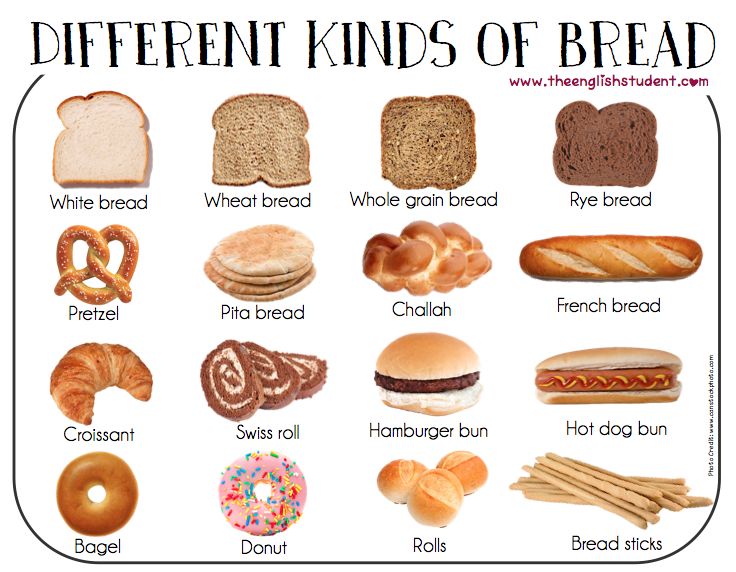 DIFFERENT KINDS OF BREAD
www.theenglishstudent.com
White bread
Wheat bread
Whole grain bread
Rye bread
Pretzel
Pita bread
Challah
French bread
Croissant
Swiss roll
Hamburger bun
Hot dog bun
Photo Credit: www.canstockphoto.com
Bagel
Donut
Rolls
Bread sticks